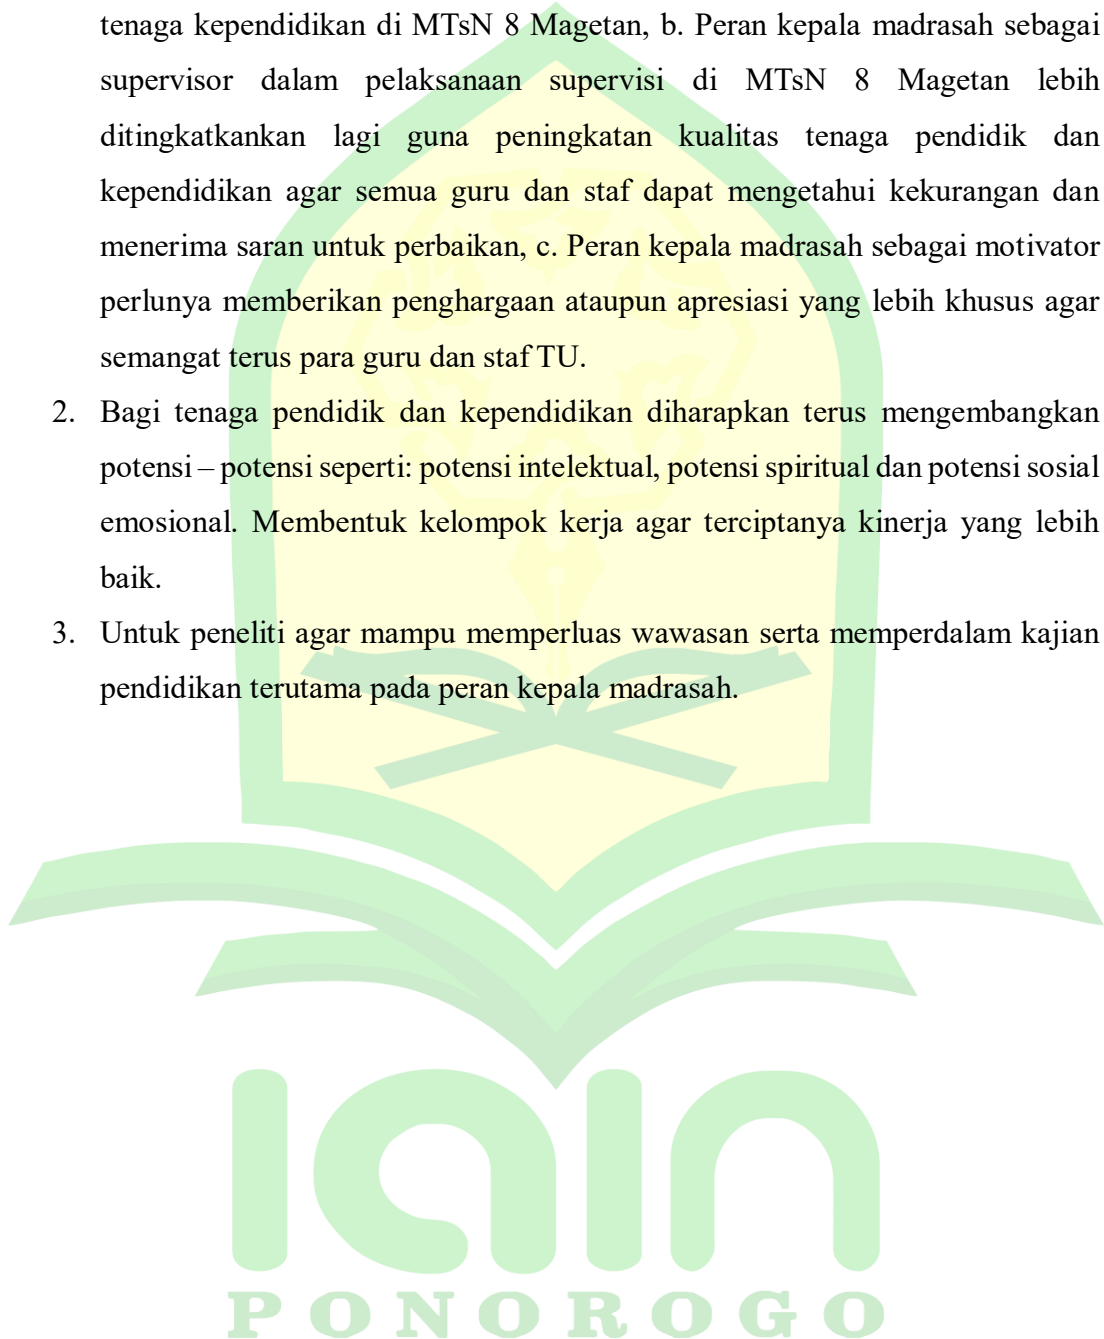 tenaga kependidikan di MTsN 8 Magetan, b. Peran kepala madrasah sebagai
supervisor dalam pelaksanaan supervisi di MTsN 8 Magetan lebih
ditingkatkankan lagi guna peningkatan kualitas tenaga pendidik dan
kependidikan agar semua guru dan staf dapat mengetahui kekurangan dan
menerima saran untuk perbaikan, c. Peran kepala madrasah sebagai motivator
perlunya memberikan penghargaan ataupun apresiasi yang lebih khusus agar
semangat terus para guru dan staf TU.
2. Bagi tenaga pendidik dan kependidikan diharapkan terus mengembangkan
potensi – potensi seperti: potensi intelektual, potensi spiritual dan potensi sosial
emosional. Membentuk kelompok kerja agar terciptanya kinerja yang lebih
baik.
3. Untuk peneliti agar mampu memperluas wawasan serta memperdalam kajian
pendidikan terutama pada peran kepala madrasah.
iain
PONOROGO